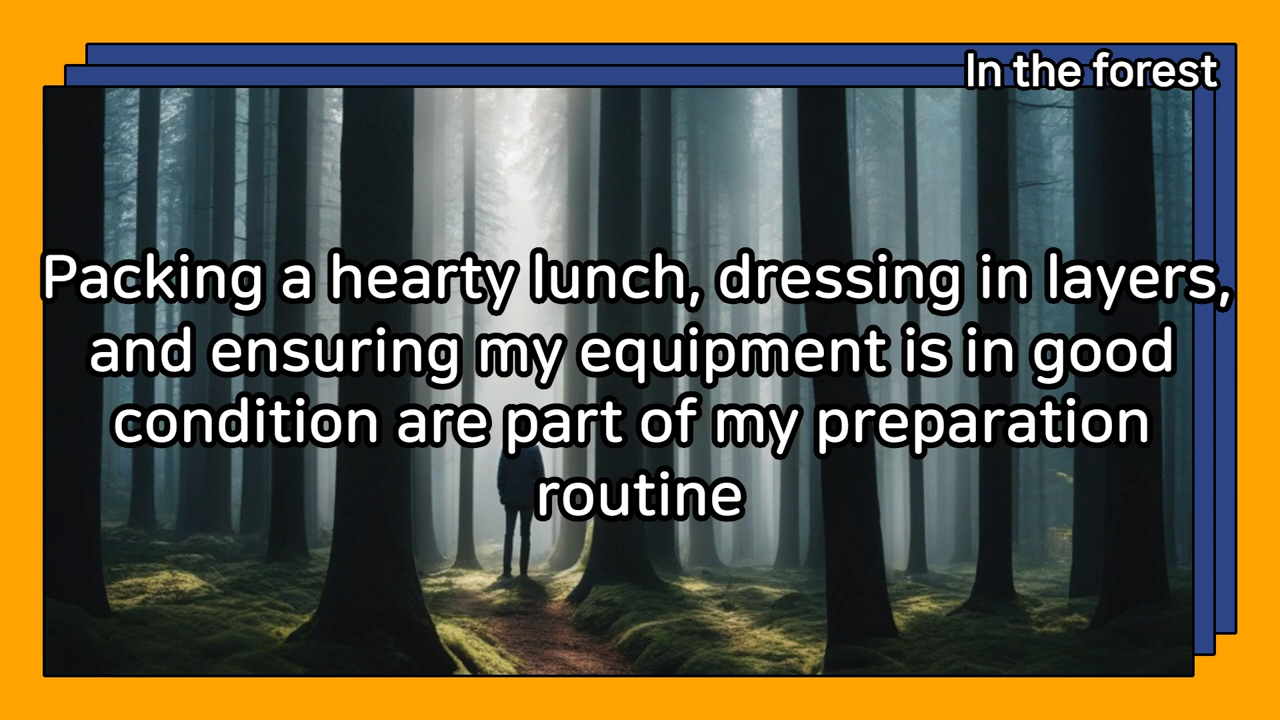 In the forest
Packing a hearty lunch, dressing in layers,
and ensuring my equipment is in good
condition are part of my preparation
routine